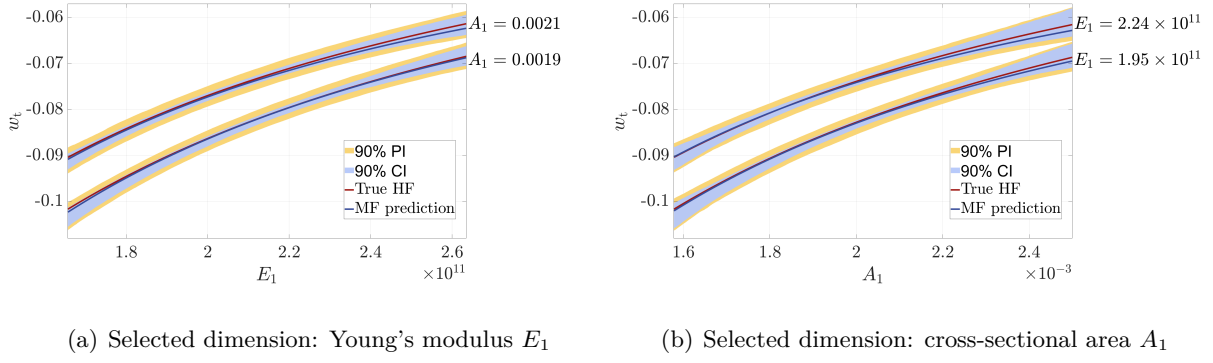 -0.06
-0.07
-0.08
-0.09
-0.1
w_t
1.8 2 2.2 2.4 2.6
E_1 ×10^11
A_1 = 0.0021
A_1 = 0.0019
90% PI
90% CI
True HF
MF prediction
(a) Selected dimension: Young's modulus E_1
-0.06
-0.07
-0.08
-0.09
-0.1
w_t
1.6 1.8 2 2.2 2.4
A_1 ×10^−3
E_1 = 2.24 × 10^11
E_1 = 1.95 × 10^11
90% PI
90% CI
True HF
MF prediction
(b) Selected dimension: cross-sectional area A_1